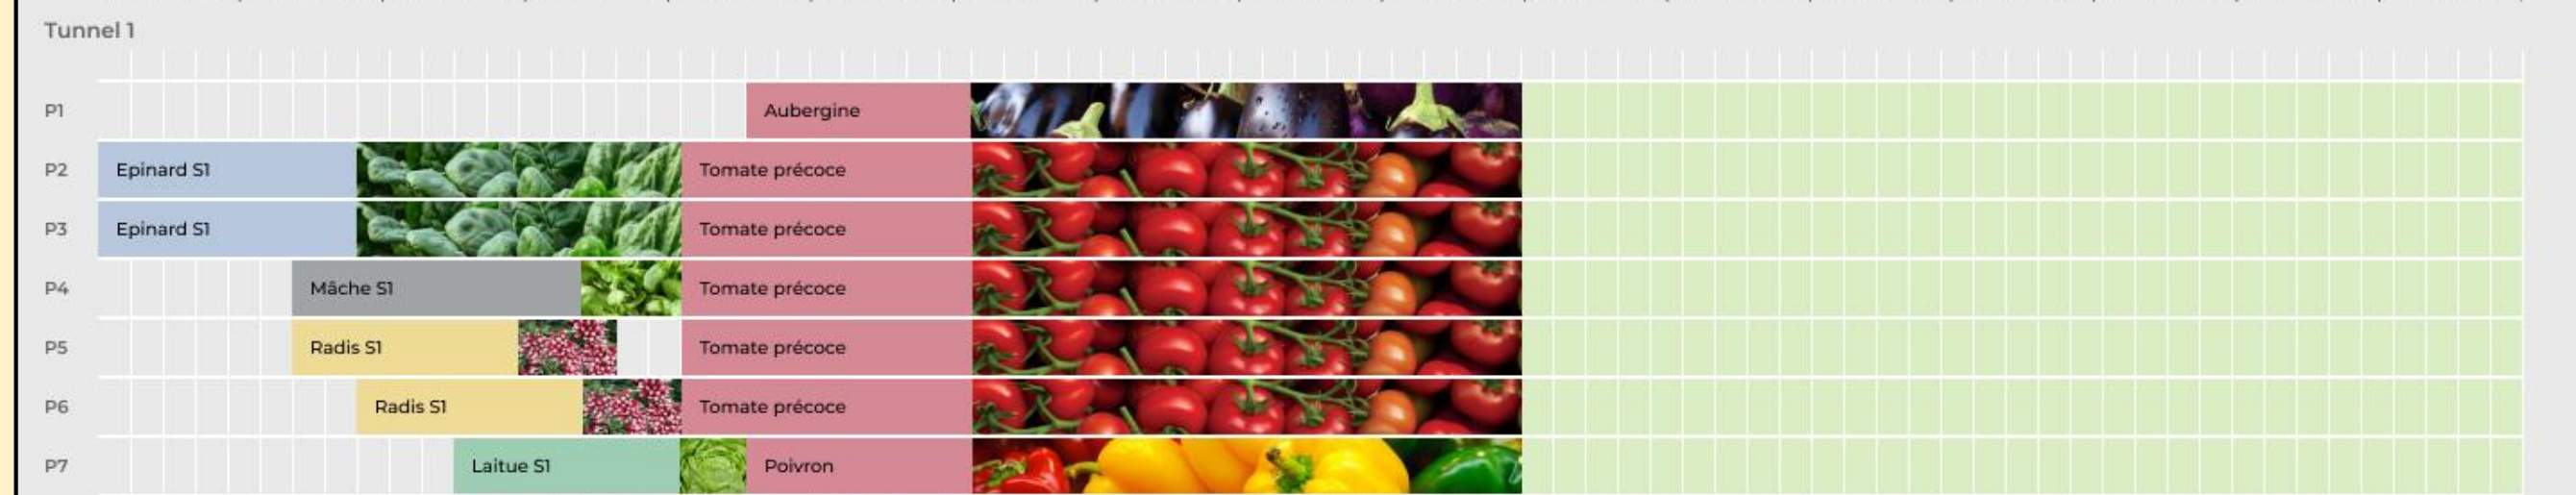 Tunnel 1
P1 Aubergine
P2 Epinard S1 Tomate précoce
P3 Epinard S1 Tomate précoce
P4 Mâche S1 Tomate précoce
P5 Radis S1 Tomate précoce
P6 Radis S1 Tomate précoce
P7 Laitue S1 Poivron